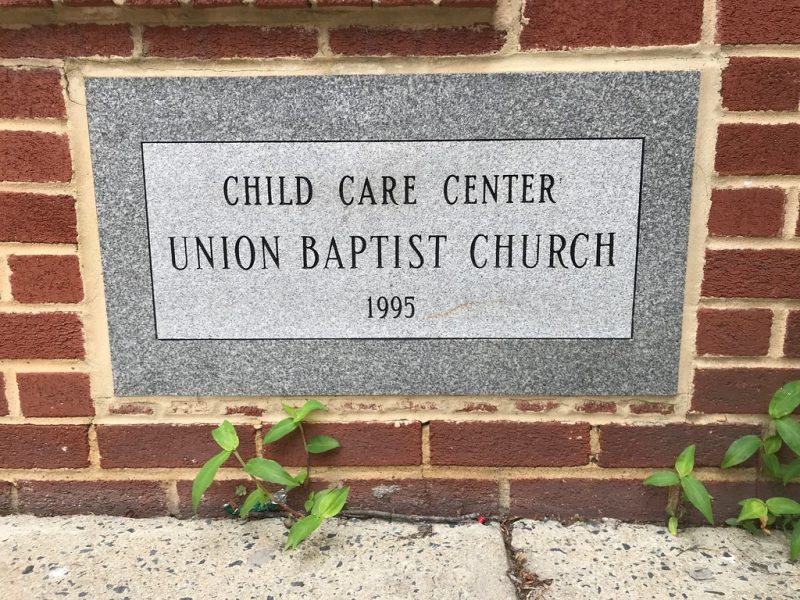 CHILD CARE CENTER
UNION BAPTIST CHURCH
1995